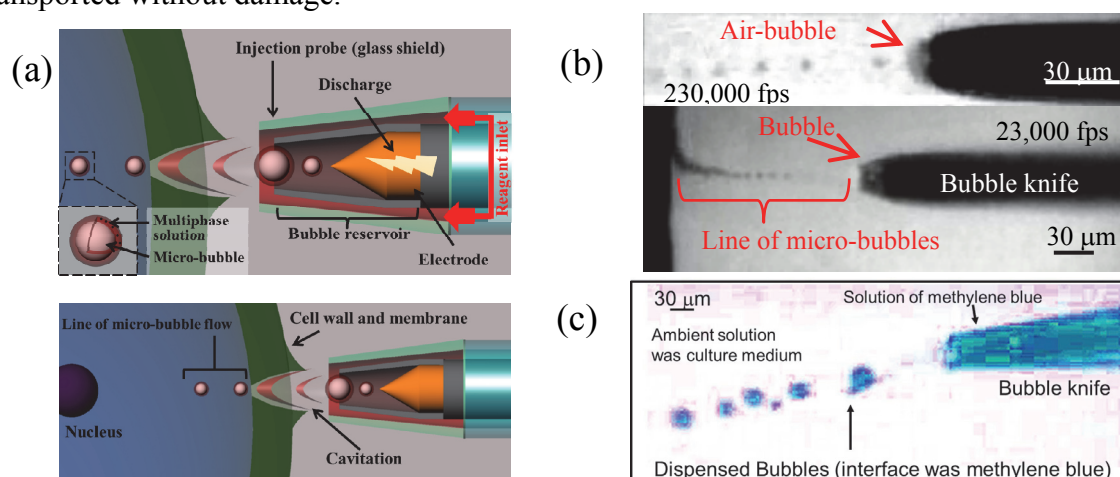 ansported without damage.
(a)
Injection probe (glass shield)
Discharge
Reagent inlet
Multiphase
solution
Micro-bubble
Bubble reservoir
Electrode
Line of micro-bubble flow
Cell wall and membrane
Nucleus
Cavitation
(b)
Air-bubble
30 μm
230,000 fps
Bubble
23,000 fps
Bubble knife
Line of micro-bubbles
30 μm
(c)
30 μm
Solution of methylene blue
Ambient solution
was culture medium
Bubble knife
Dispensed Bubbles (interface was methylene blue)